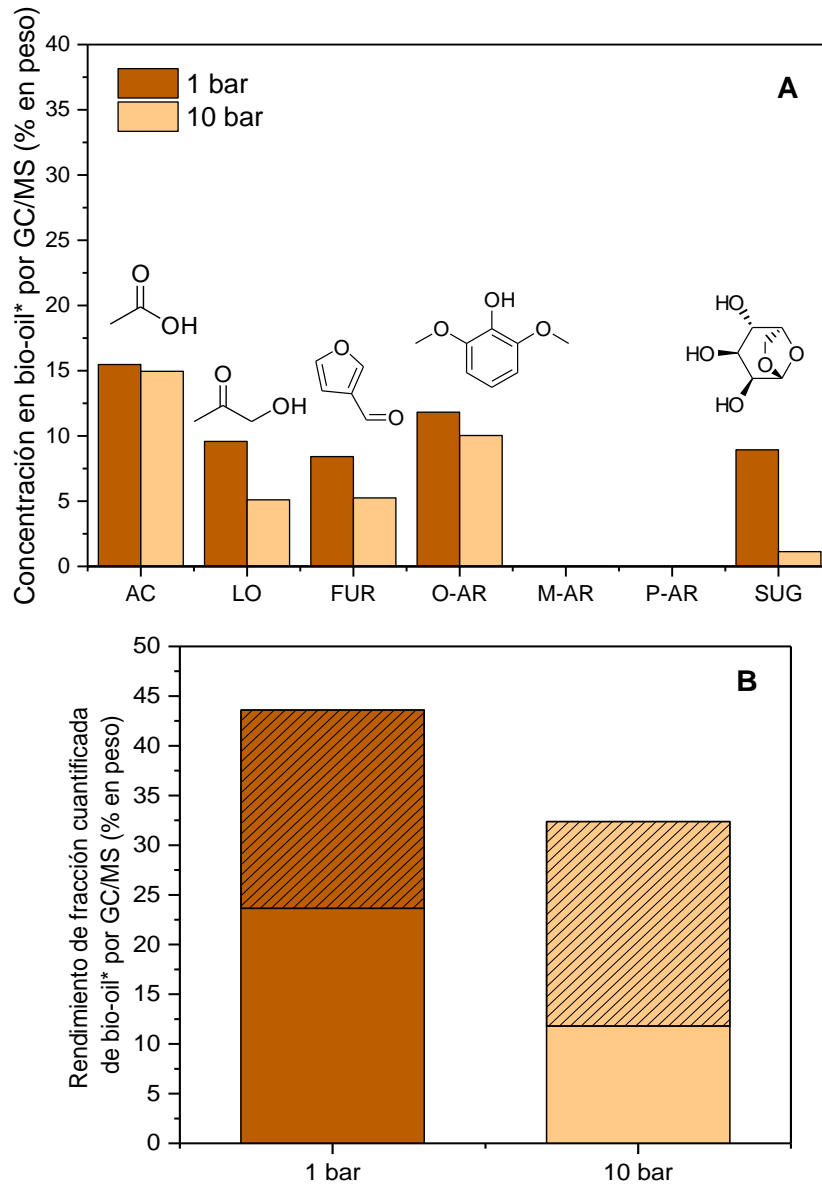 A
1 bar
10 bar
Concentración en bio-oil* por GC/MS (% en peso)
40
35
30
25
20
15
10
5
0
O
OH
O
OH
O
O
OH
O
O
HO
HO
HO
O
O
AC LO FUR O-AR M-AR P-AR SUG
B
Rendimiento de fracción cuantificada
de bio-oil* por GC/MS (% en peso)
50
45
40
35
30
25
20
15
10
5
0
1 bar 10 bar